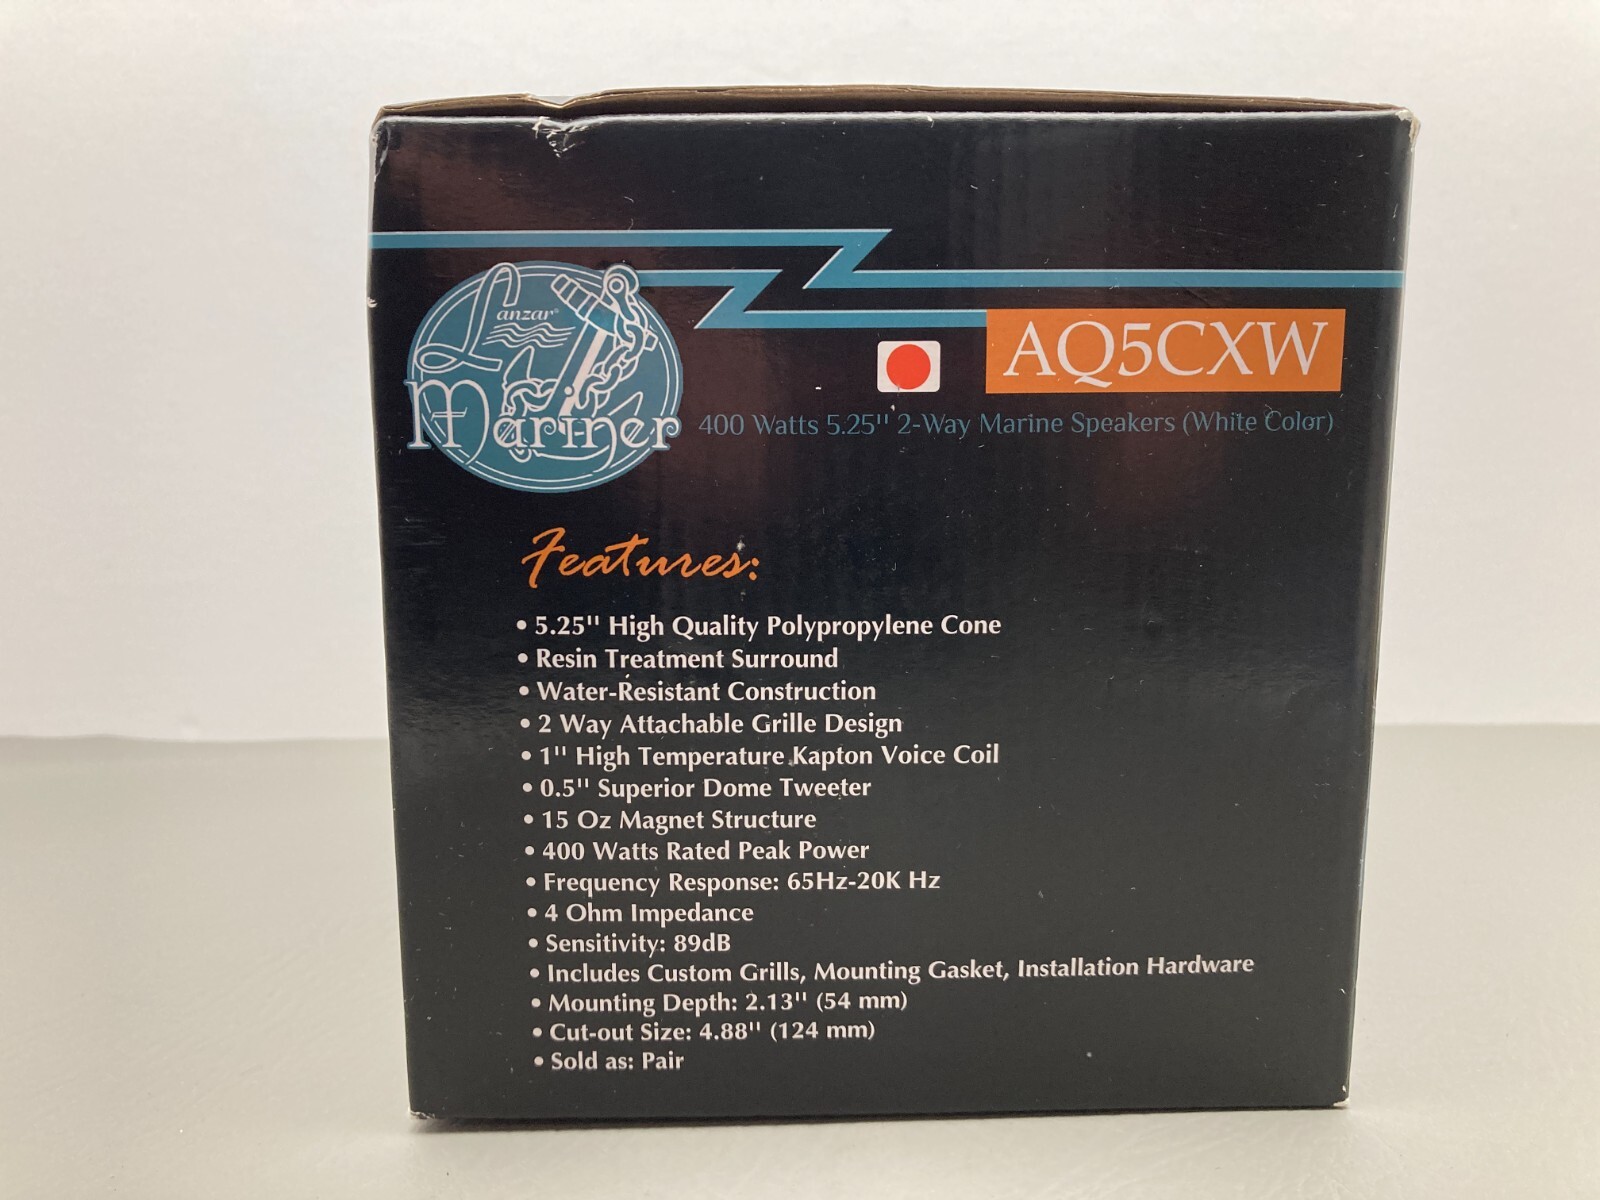 Lanzar®
Mariner
AQ5CXW
400 Watts 5.25" 2-Way Marine Speakers (White Color)
Features:
• 5.25" High Quality Polypropylene Cone
• Resin Treatment Surround
• Water-Resistant Construction
• 2 Way Attachable Grille Design
• 1" High Temperature Kapton Voice Coil
• 0.5" Superior Dome Tweeter
• 15 Oz Magnet Structure
• 400 Watts Rated Peak Power
• Frequency Response: 65Hz-20K Hz
• 4 Ohm Impedance
• Sensitivity: 89dB
• Includes Custom Grills, Mounting Gasket, Installation Hardware
• Mounting Depth: 2.13" (54 mm)
• Cut-out Size: 4.88" (124 mm)
• Sold as: Pair